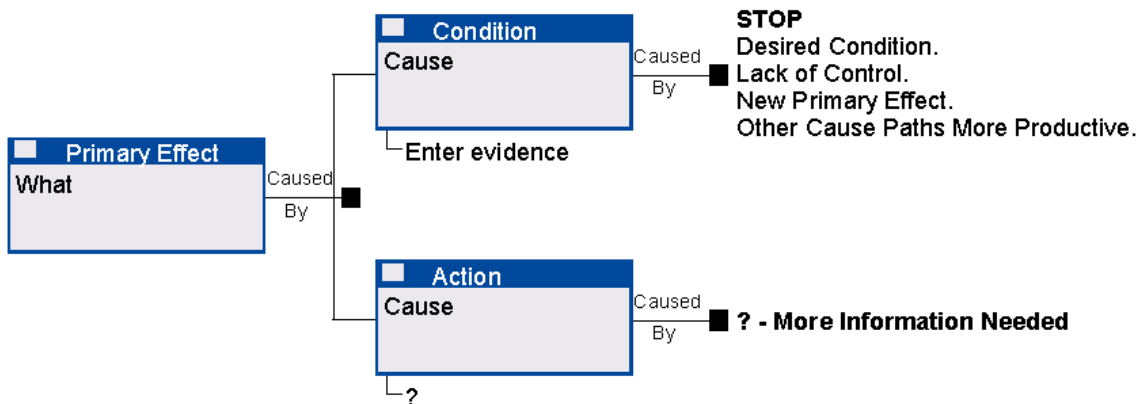 Primary Effect
What
Caused
By
Condition
Cause
Enter evidence
Caused
By
STOP
Desired Condition.
Lack of Control.
New Primary Effect.
Other Cause Paths More Productive.
Action
Cause
?
Caused
By
? - More Information Needed